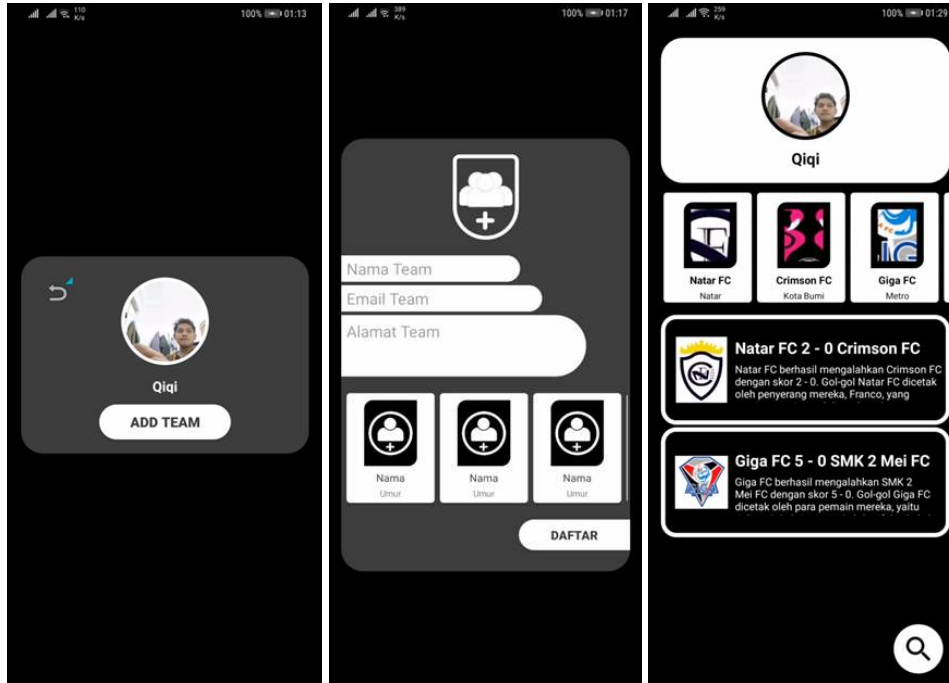 110
K/s
100%
01:13
Qiqi
ADD TEAM
389
K/s
100%
01:17
Nama Team
Email Team
Alamat Team
Nama
Umur
Nama
Umur
Nama
Umur
DAFTAR
259
K/s
100%
01:29
Qiqi
Natar FC
Natar
Crimson FC
Kota Bumi
Giga FC
Metro
Natar FC 2 - 0 Crimson FC
Natar FC berhasil mengalahkan Crimson FC
dengan skor 2 - 0. Gol-gol Natar FC dicetak
oleh penyerang mereka, Franco, yang
Giga FC 5 - 0 SMK 2 Mei FC
Giga FC berhasil mengalahkan SMK 2
Mei FC dengan skor 5 - 0. Gol-gol Giga FC
dicetak oleh para pemain mereka, yaitu